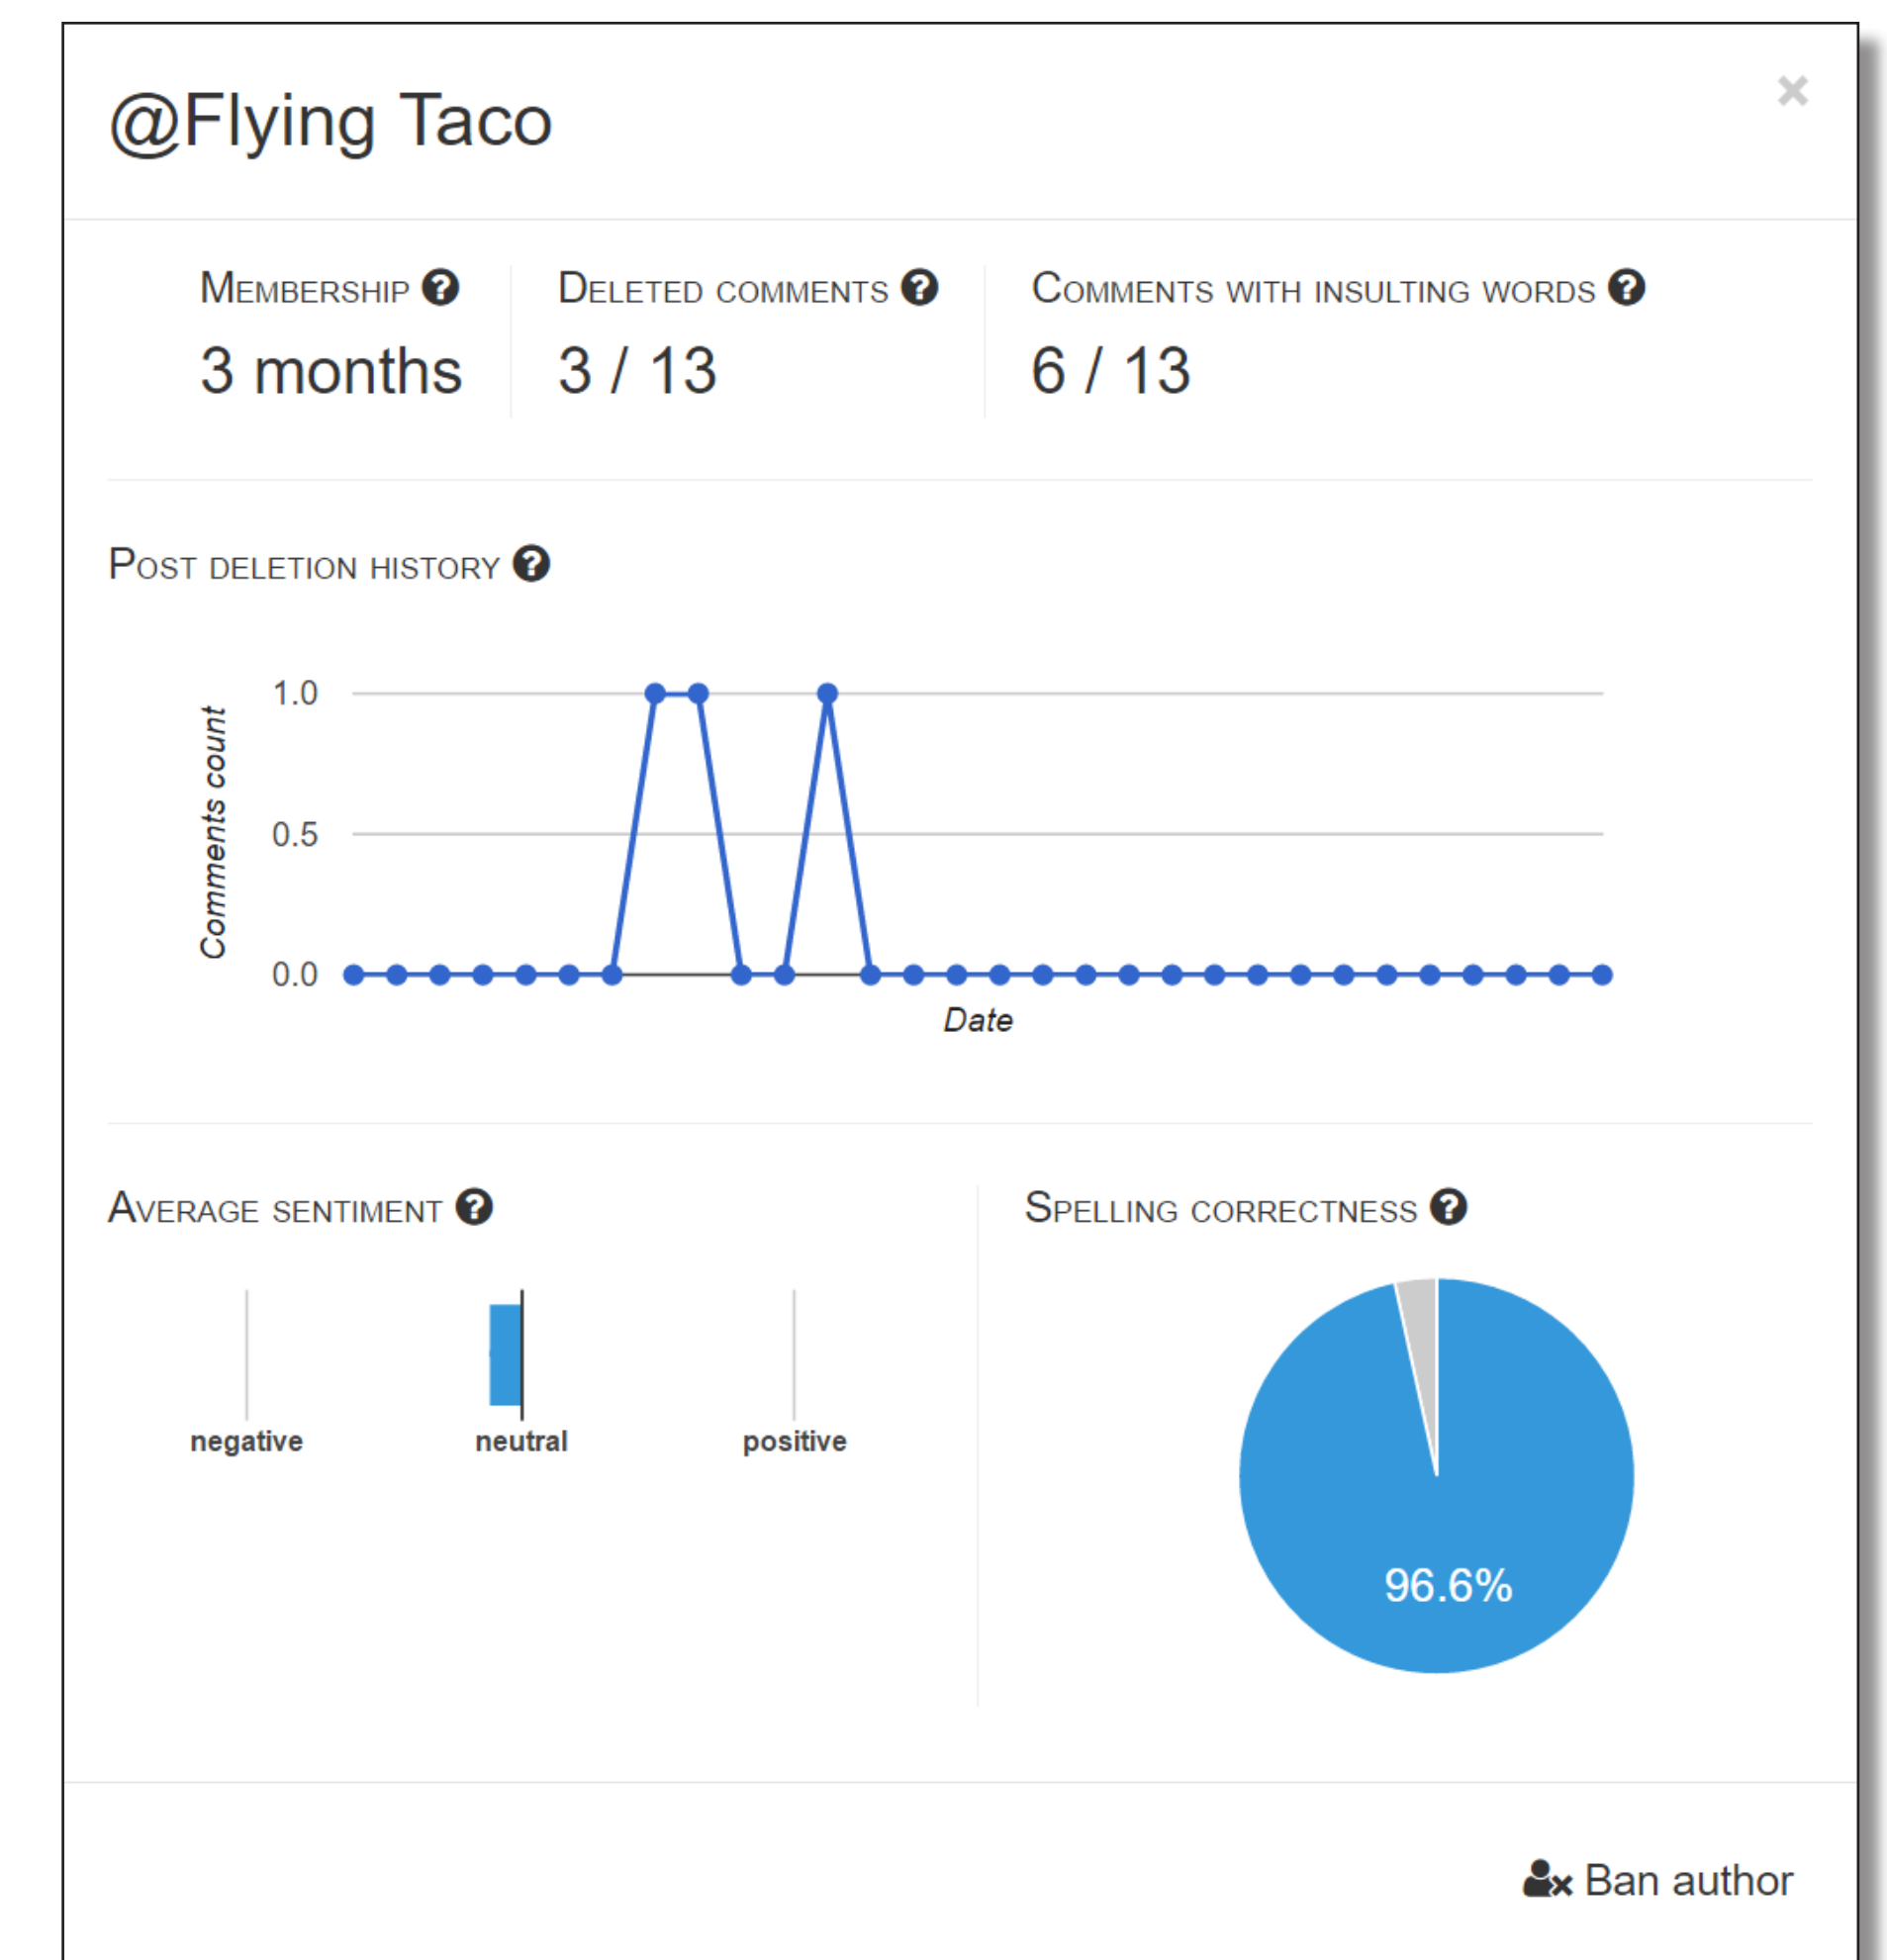 @Flying Taco
×
MEMBERSHIP ?
DELETED COMMENTS ?
COMMENTS WITH INSULTING WORDS ?
3 months
3 / 13
6 / 13
POST DELETION HISTORY ?
Comments count
1.0
0.5
0.0
Date
AVERAGE SENTIMENT ?
negative
neutral
positive
SPELLING CORRECTNESS ?
96.6%
Ban author